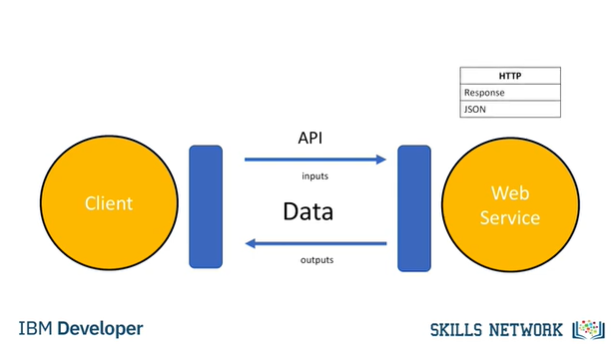 HTTP
Response
JSON
API
inputs
Client
Data
Web
Service
outputs
IBM Developer
SKILLS NETWORK